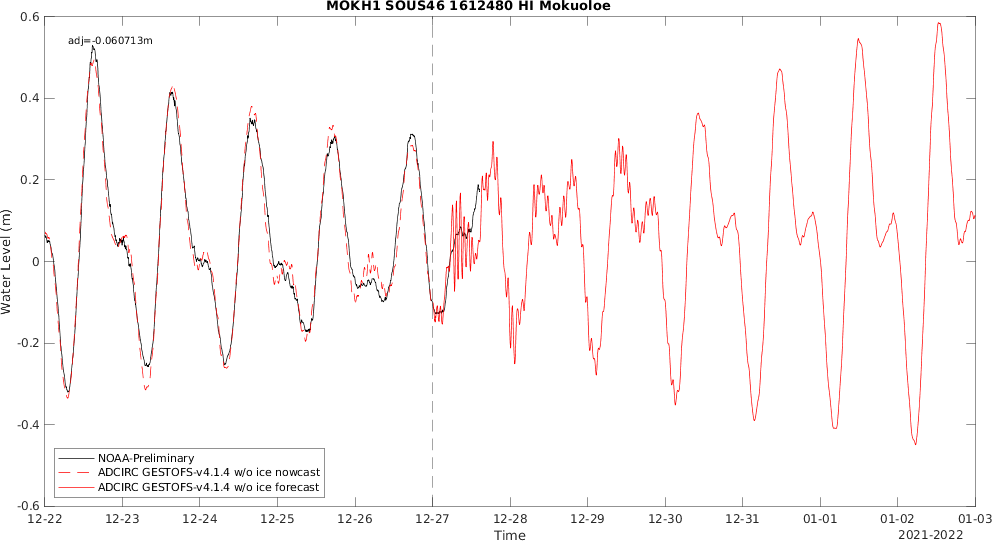 MOKH1 SOUS46 1612480 HI Mokuoloe
adj=-0.060713m
0.6
0.4
0.2
0
-0.2
-0.4
-0.6
Water Level (m)
NOAA-Preliminary
ADCIRC GESTOFS-v4.1.4 w/o ice nowcast
ADCIRC GESTOFS-v4.1.4 w/o ice forecast
12-22 12-23 12-24 12-25 12-26 12-27 12-28 12-29 12-30 12-31 01-01 01-02 01-03
Time
2021-2022